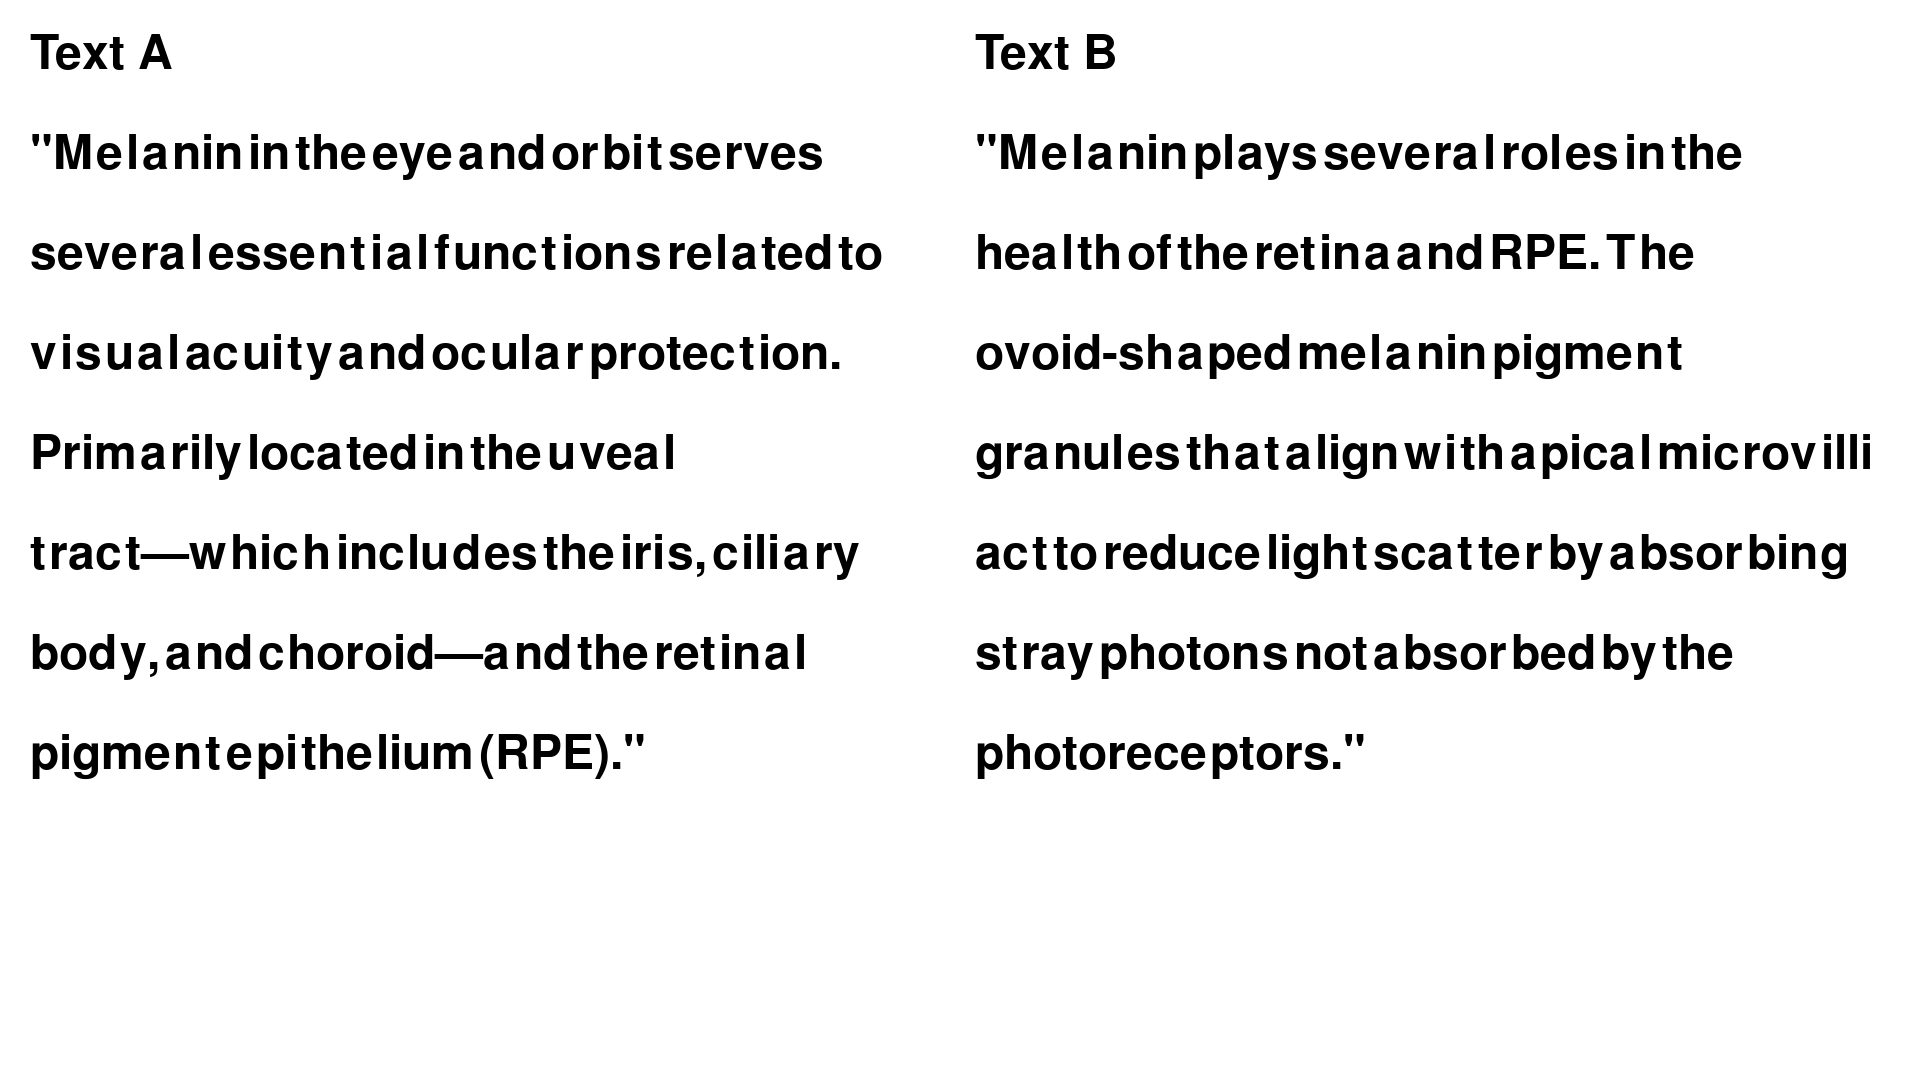 Text A
"Melanin in the eye and orbit serves
several essential functions related to
visual acuity and ocular protection.
Primarily located in the uveal
tract—which includes the iris, ciliary
body, and choroid—and the retinal
pigment epithelium (RPE)."
Text B
"Melanin plays several roles in the
health of the retina and RPE. The
ovoid-shaped melanin pigment
granules that align with apical microvilli
act to reduce light scatter by absorbing
stray photons not absorbed by the
photoreceptors."